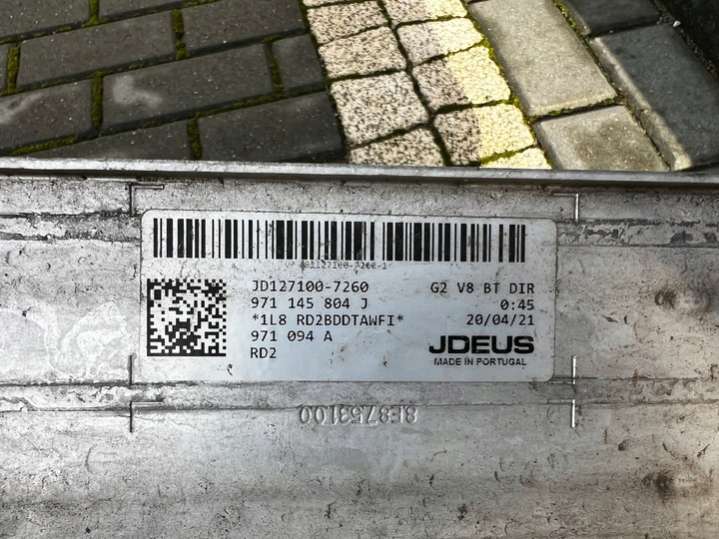 JD127100-7260
G2 V8 BT DIR
971 145 804 J
0:45
*1L8 RD2BDDTAWFI*
20/04/21
971 094 A
JDEUS
RD2
MADE IN PORTUGAL